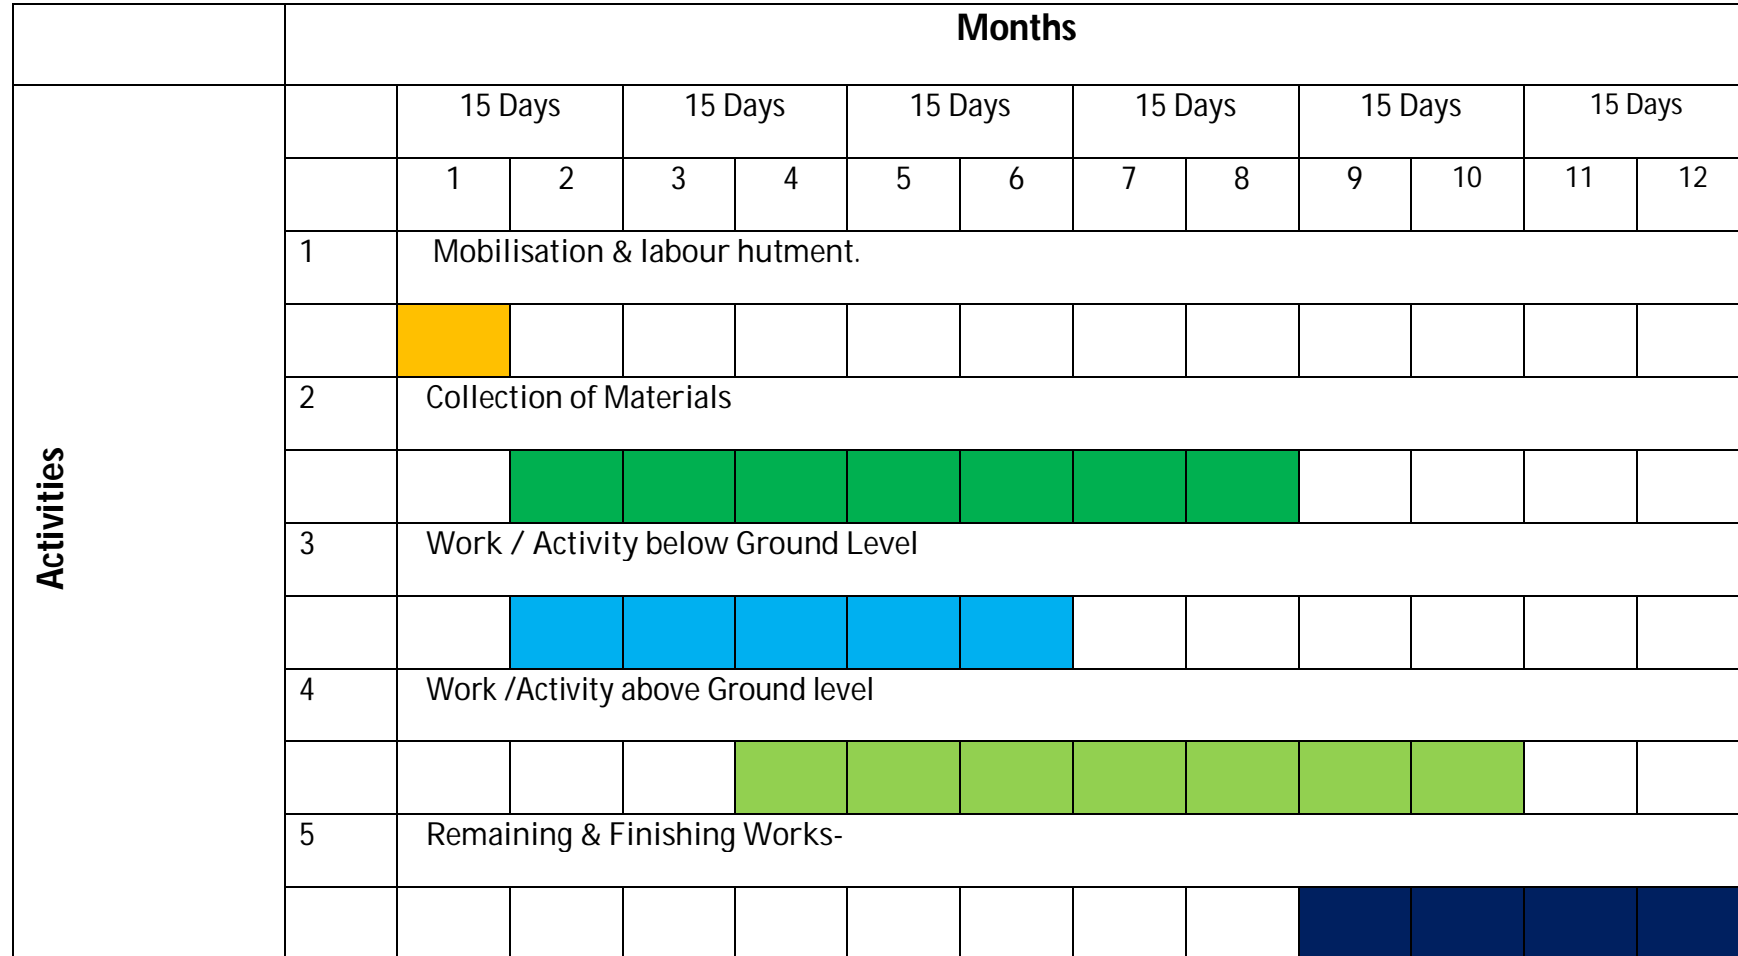 Months
15 Days 15 Days 15 Days 15 Days 15 Days 15 Days
1 2 3 4 5 6 7 8 9 10 11 12
1 Mobilisation & labour hutment.
2 Collection of Materials
Activities
3 Work / Activity below Ground Level
4 Work /Activity above Ground level
5 Remaining & Finishing Works-